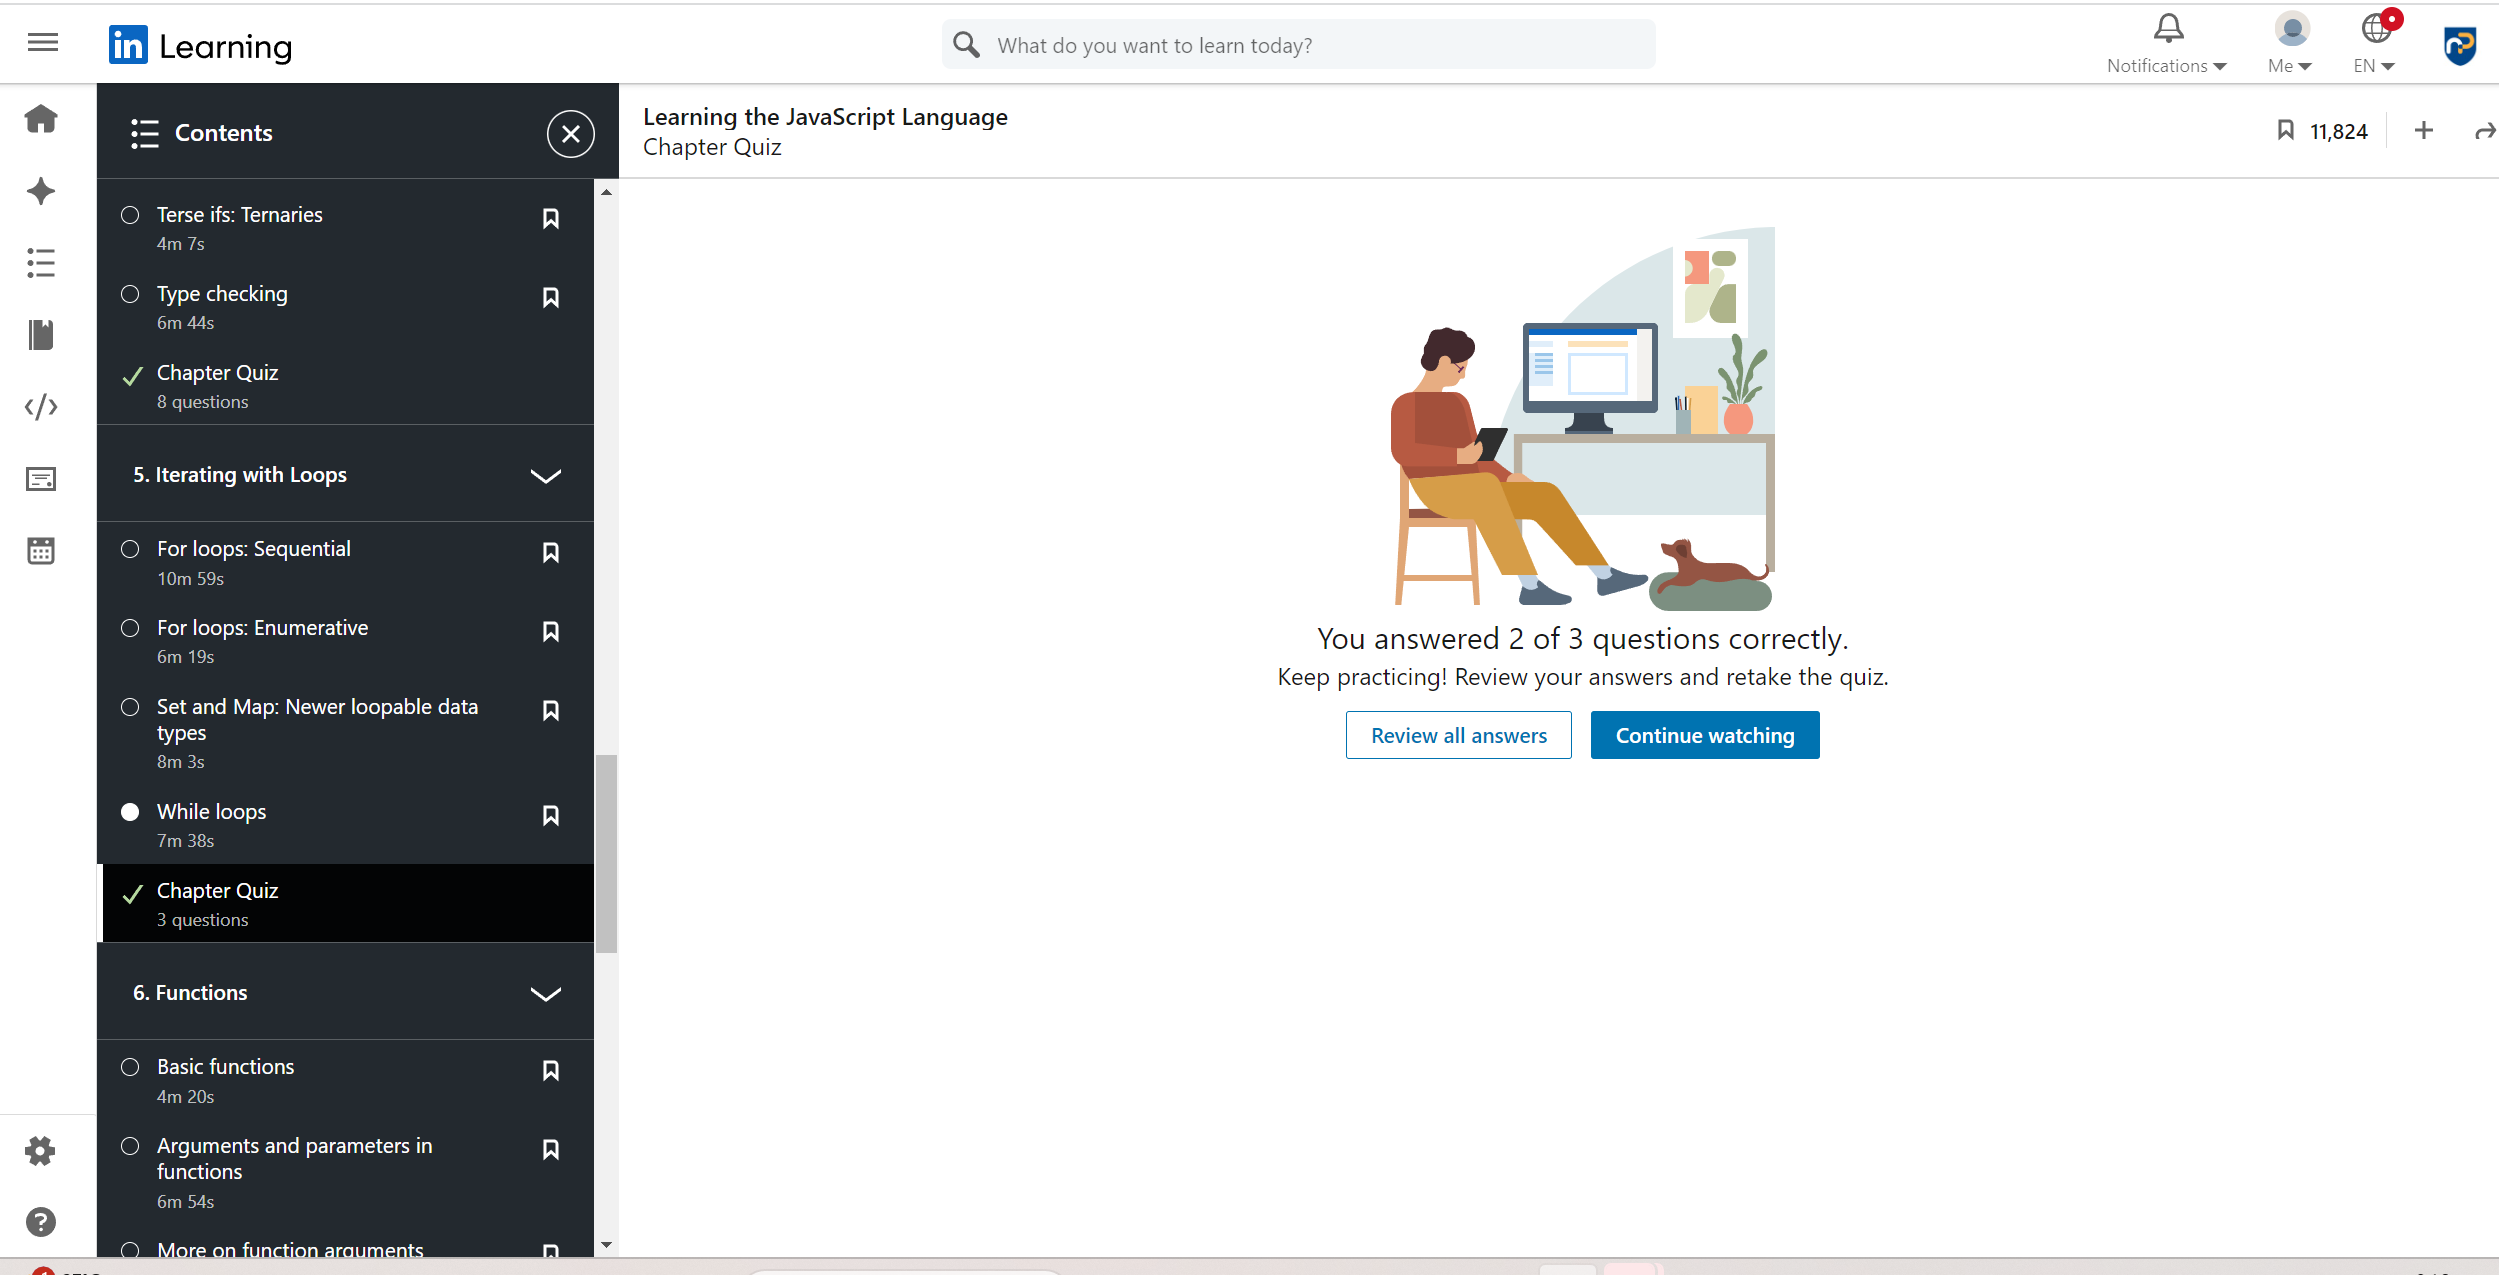 in Learning
What do you want to learn today?
Notifications
Me
EN
Contents
Learning the JavaScript Language
Chapter Quiz
11,824
Terse ifs: Ternaries
4m 7s
Type checking
6m 44s
Chapter Quiz
8 questions
5. Iterating with Loops
For loops: Sequential
10m 59s
For loops: Enumerative
6m 19s
Set and Map: Newer loopable data
types
8m 3s
While loops
7m 38s
Chapter Quiz
3 questions
6. Functions
Basic functions
4m 20s
Arguments and parameters in
functions
6m 54s
More on function arguments
You answered 2 of 3 questions correctly.
Keep practicing! Review your answers and retake the quiz.
Review all answers
Continue watching